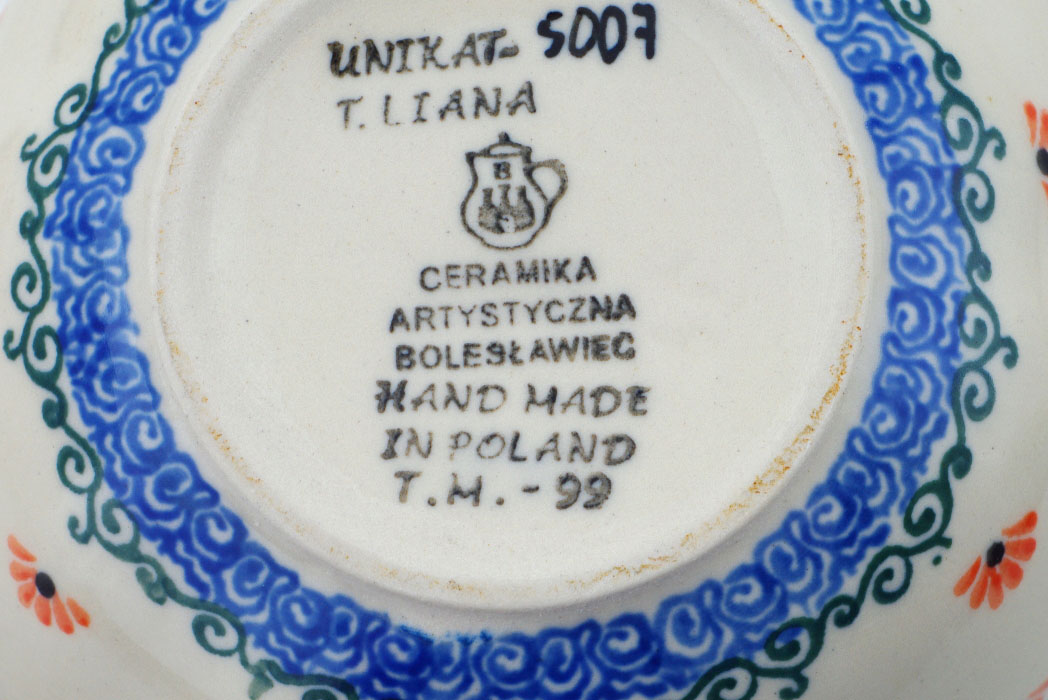 UNIKAT- 5007
T. LIANA
B
CERAMIKA
ARTYSTYCZNA
BOLESŁAWIEC
HAND MADE
IN POLAND
T.M.-99